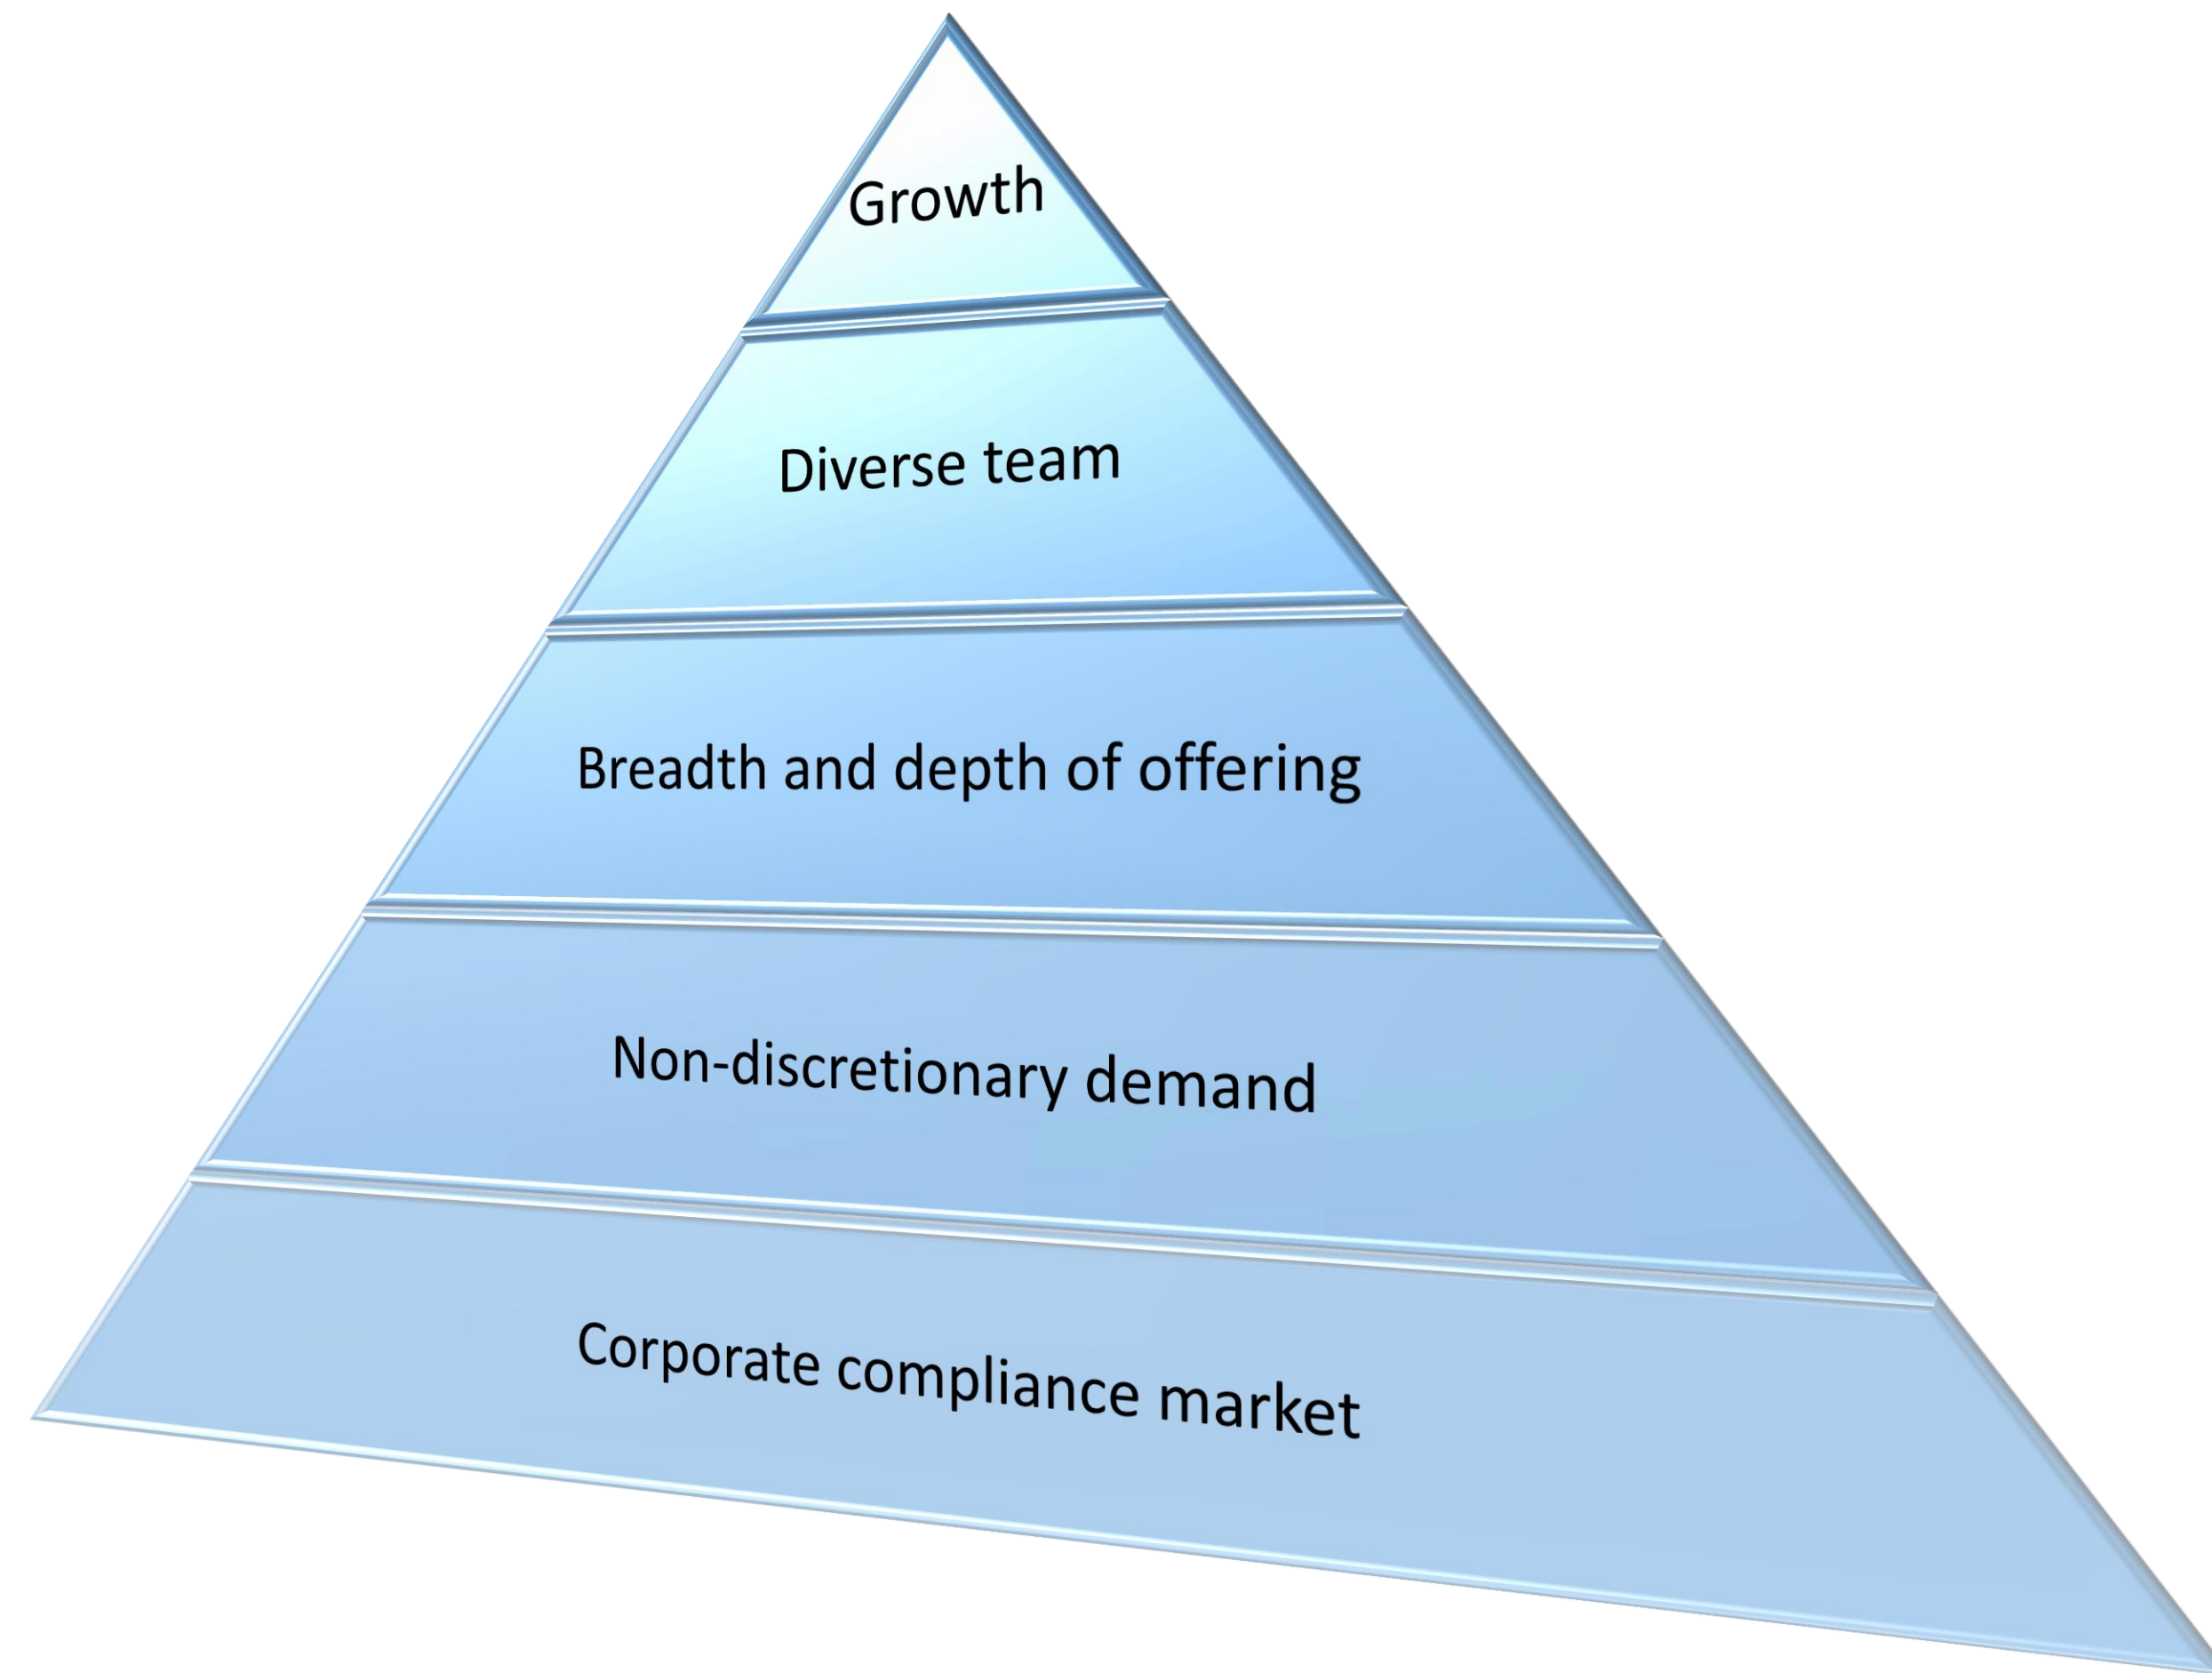 Growth
Diverse team
Breadth and depth of offering
Non-discretionary demand
Corporate compliance market